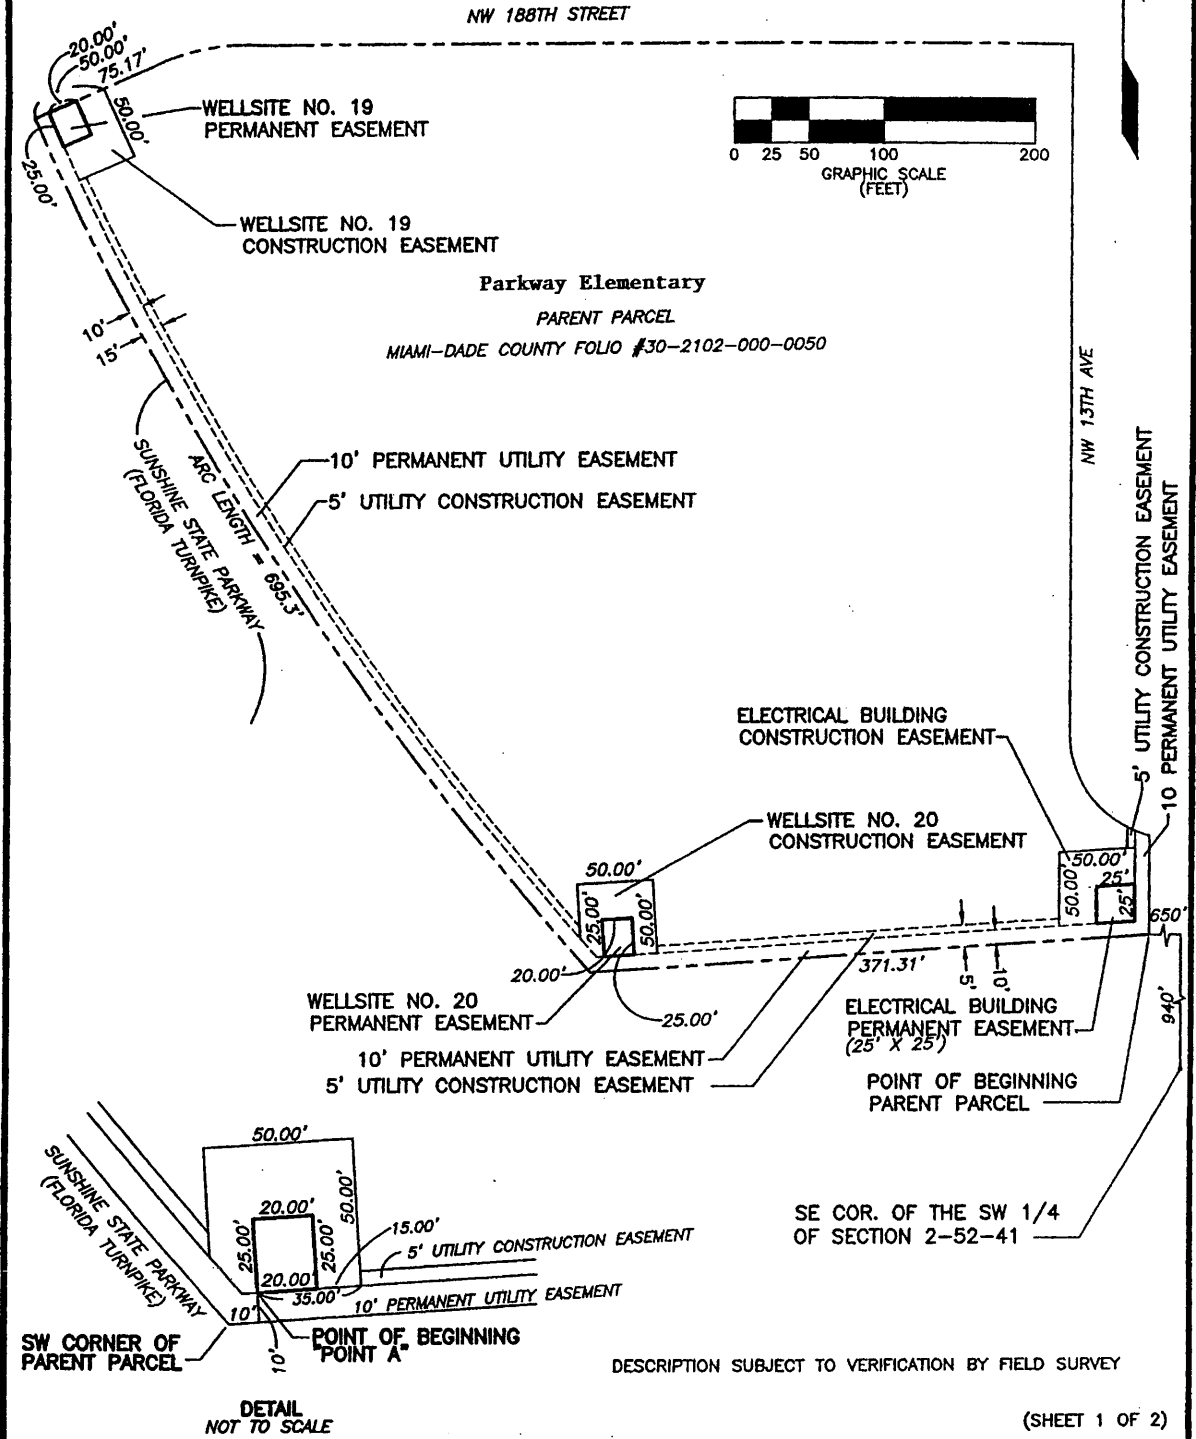 NW 188TH STREET
20.00'
50.00'
75.17'
50.00'
25.00'
WELLSITE NO. 19
PERMANENT EASEMENT
WELLSITE NO. 19
CONSTRUCTION EASEMENT
0 25 50 100 200
GRAPHIC SCALE
(FEET)
Parkway Elementary
PARENT PARCEL
MIAMI-DADE COUNTY FOLIO #30-2102-000-0050
NW 13TH AVE
10'
15'
SUNSHINE STATE PARKWAY
(FLORIDA TURNPIKE)
ARC LENGTH = 695.3'
10' PERMANENT UTILITY EASEMENT
5' UTILITY CONSTRUCTION EASEMENT
5' UTILITY CONSTRUCTION EASEMENT
10 PERMANENT UTILITY EASEMENT
ELECTRICAL BUILDING
CONSTRUCTION EASEMENT
WELLSITE NO. 20
CONSTRUCTION EASEMENT
50.00'
25.00'
50.00'
20.00'
25.00'
50.00'
50.00'
25'
25'
650'
940'
371.31'
5'
10'
WELLSITE NO. 20
PERMANENT EASEMENT
10' PERMANENT UTILITY EASEMENT
5' UTILITY CONSTRUCTION EASEMENT
ELECTRICAL BUILDING
PERMANENT EASEMENT
(25' X 25')
POINT OF BEGINNING
PARENT PARCEL
SE COR. OF THE SW 1/4
OF SECTION 2-52-41
SUNSHINE STATE PARKWAY
(FLORIDA TURNPIKE)
50.00'
50.00'
20.00'
25.00'
25.00'
20.00'
35.00'
15.00'
5' UTILITY CONSTRUCTION EASEMENT
10' PERMANENT UTILITY EASEMENT
10'
10'
SW CORNER OF
PARENT PARCEL
POINT OF BEGINNING
"POINT A"
DETAIL
NOT TO SCALE
DESCRIPTION SUBJECT TO VERIFICATION BY FIELD SURVEY
(SHEET 1 OF 2)